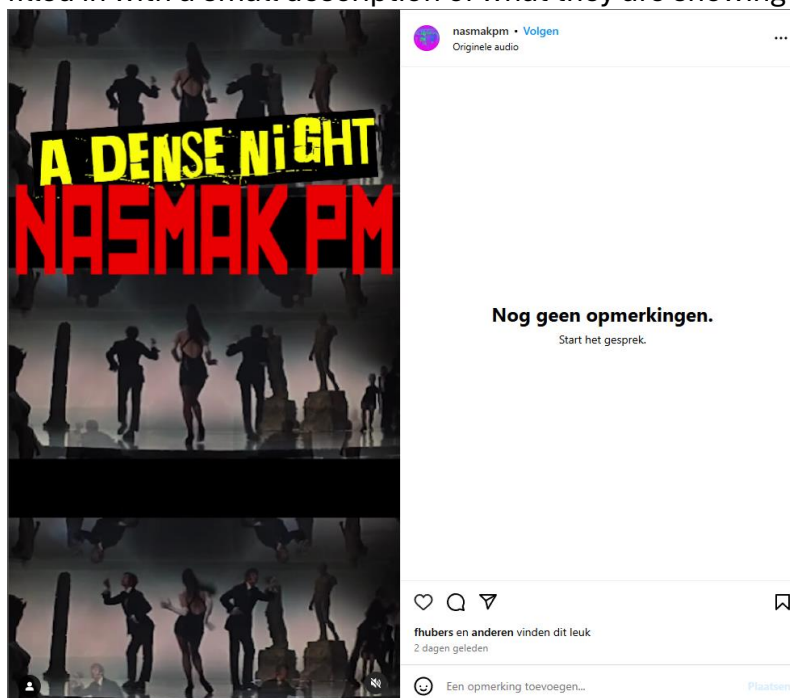 filled in with a small description of what they are showing
A DENSE NiGHT
NASMAK PM
nasmakpm • Volgen
Originele audio
Nog geen opmerkingen.
Start het gesprek.
fhubers en anderen vinden dit leuk
2 dagen geleden
Een opmerking toevoegen...
Plaatsen